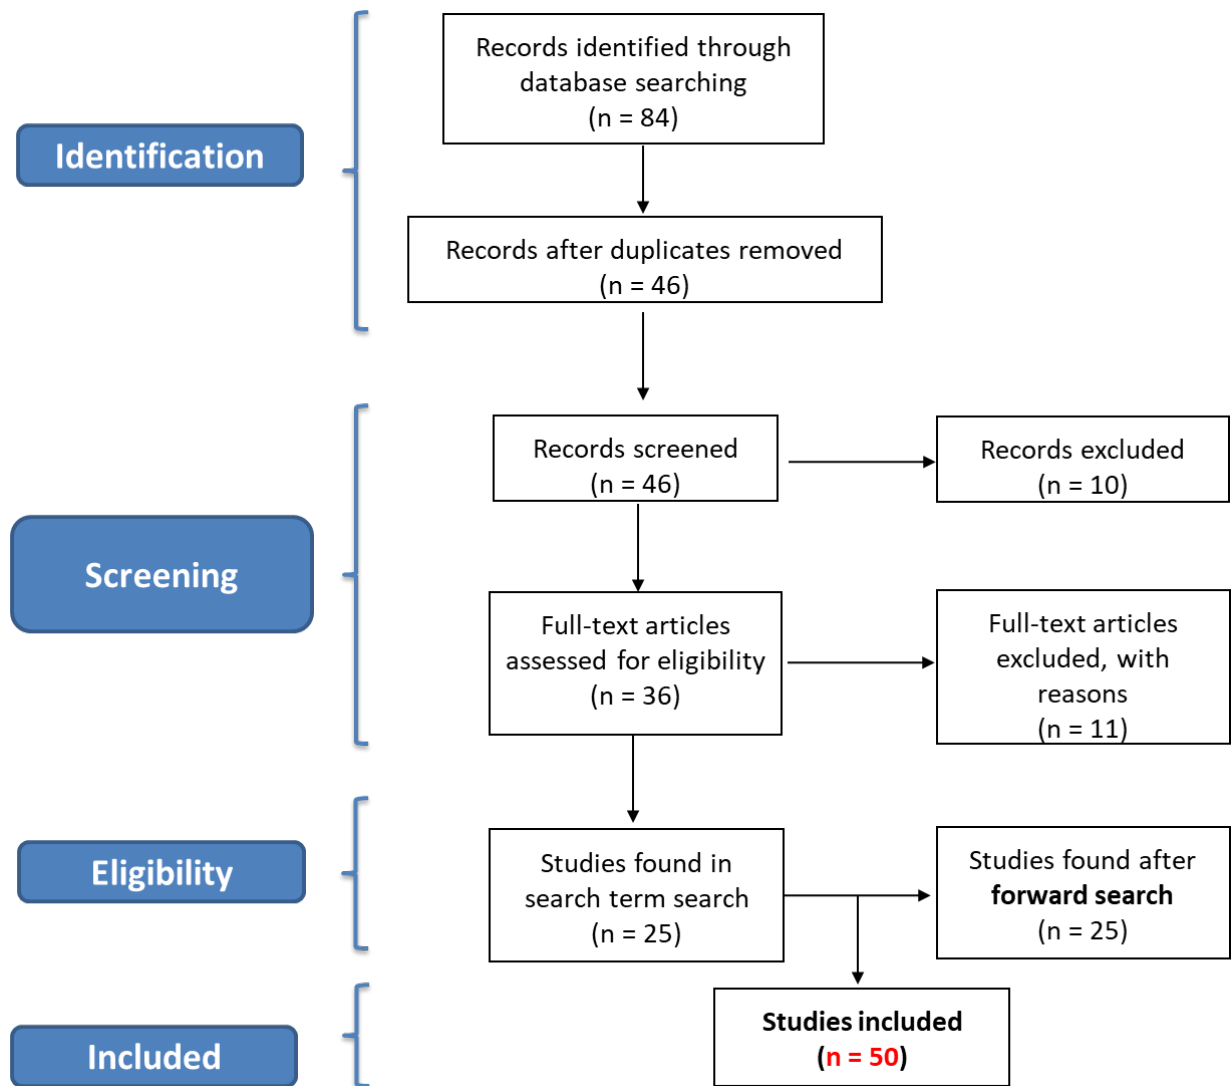 Records identified through
database searching
(n = 84)
Identification
Records after duplicates removed
(n = 46)
Records screened
(n = 46)
Records excluded
(n = 10)
Screening
Full-text articles
assessed for eligibility
(n = 36)
Full-text articles
excluded, with
reasons
(n = 11)
Eligibility
Studies found in
search term search
(n = 25)
Studies found after
forward search
(n = 25)
Included
Studies included
(n = 50)